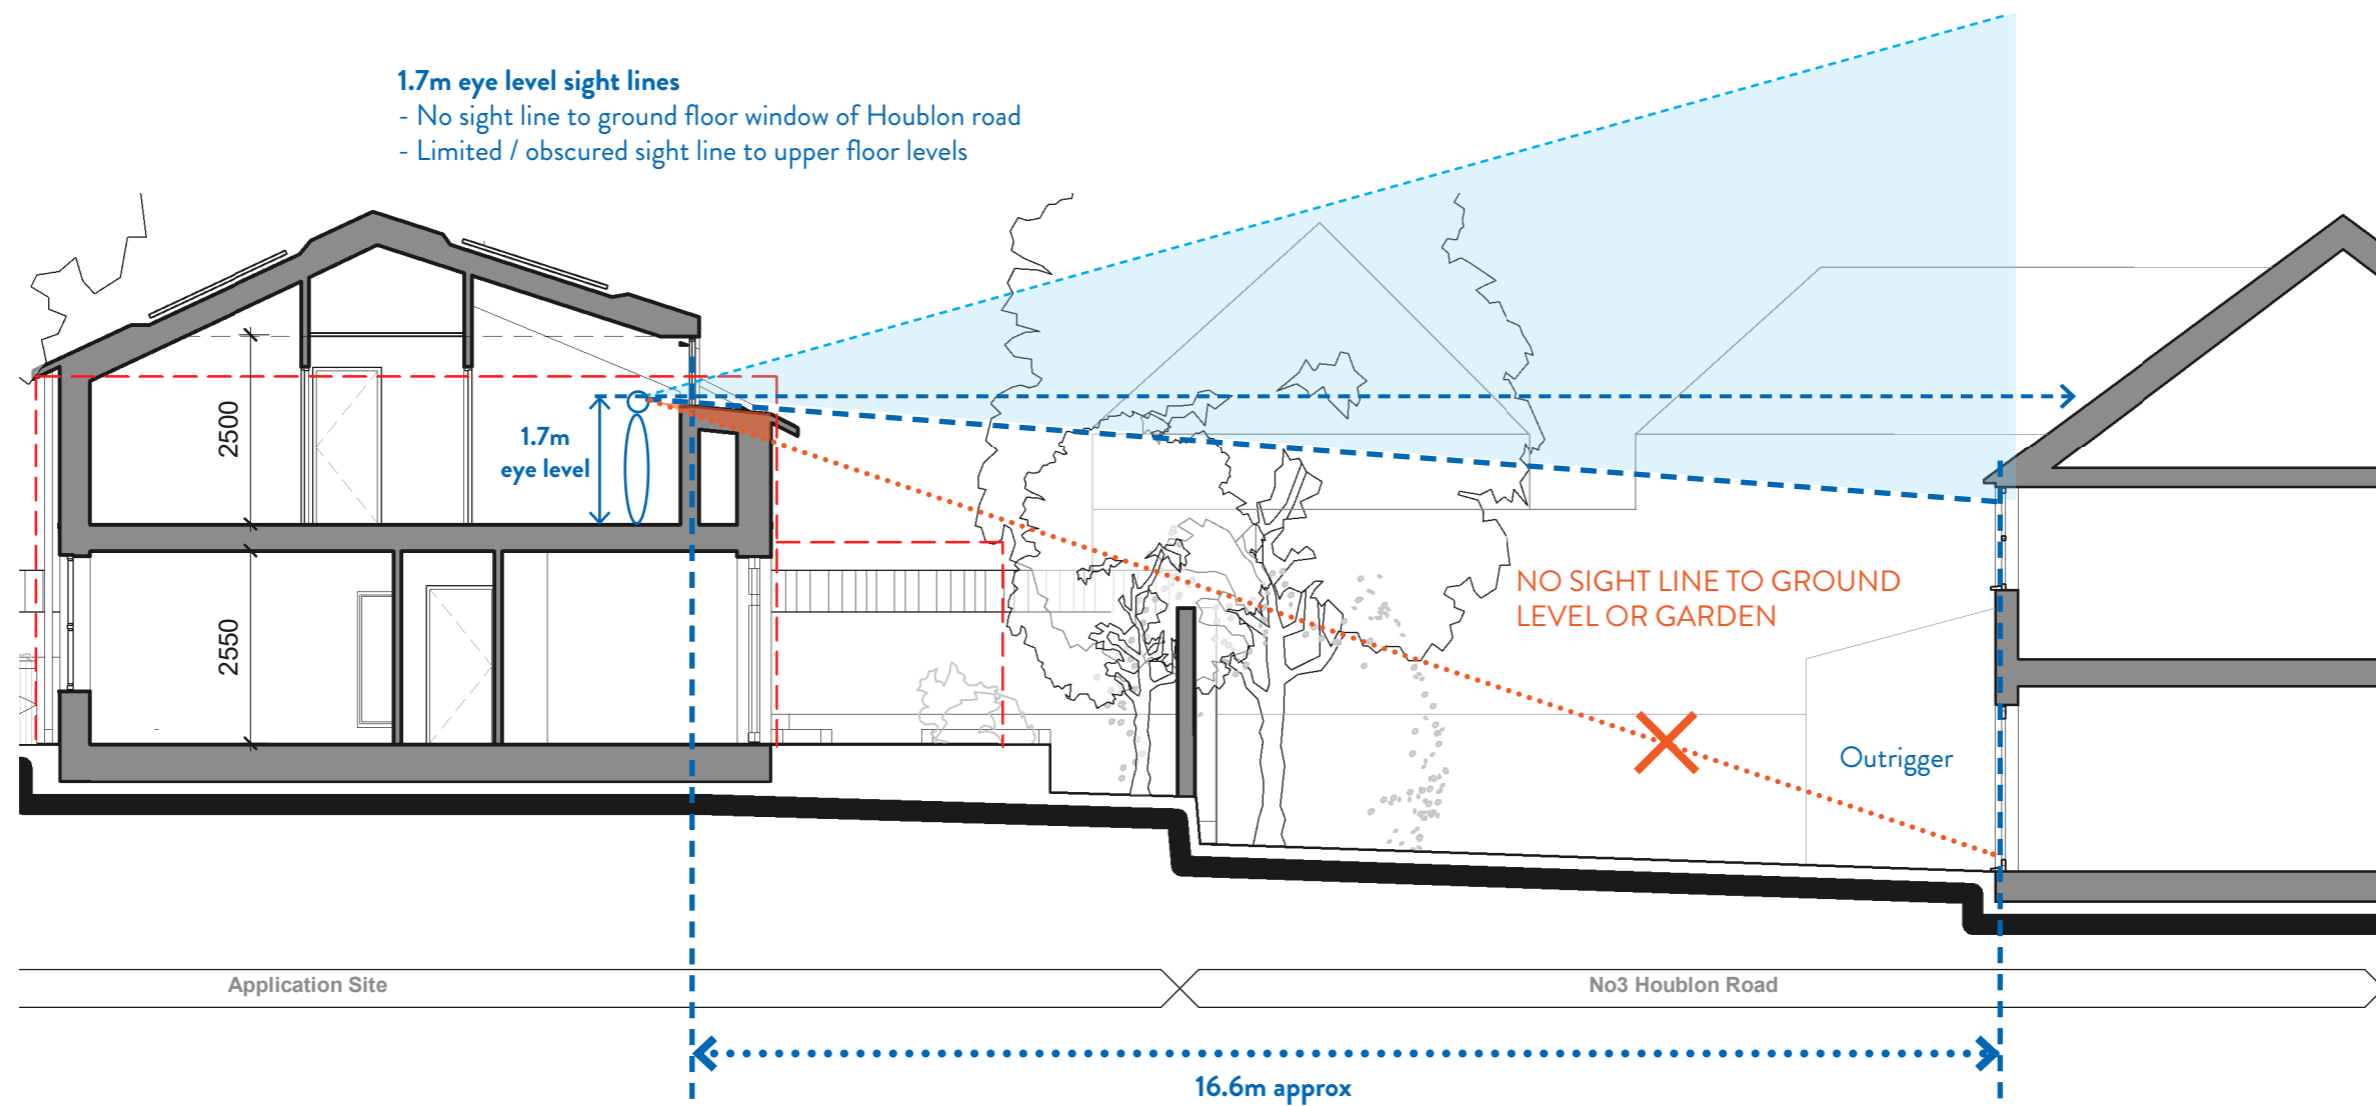 1.7m eye level sight lines
- No sight line to ground floor window of Houblon road
- Limited / obscured sight line to upper floor levels
2500
1.7m
eye level
2550
NO SIGHT LINE TO GROUND
LEVEL OR GARDEN
Outrigger
Application Site
No3 Houblon Road
16.6m approx